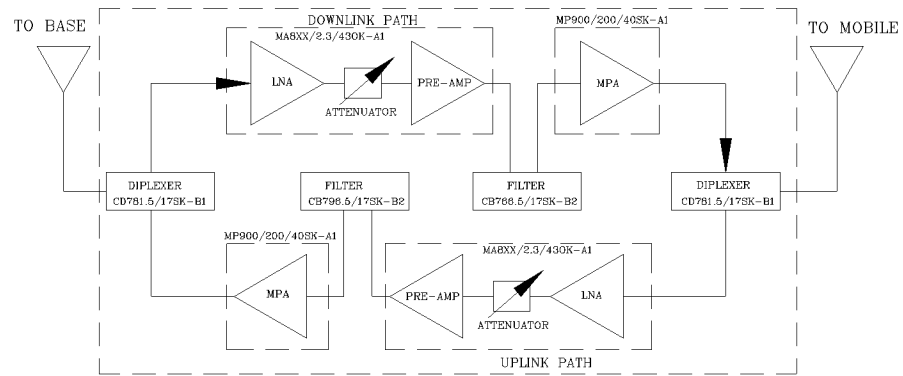 DOWNLINK PATH
TO BASE
MA8XX/2.3/430K-A1
MP900/200/40SK-A1
TO MOBILE
LNA
ATTENUATOR
PRE-AMP
MPA
DIPLEXER
CD781.5/17SK-B1
FILTER
CB796.5/17SK-B2
FILTER
CB766.5/17SK-B2
DIPLEXER
CD781.5/17SK-B1
MP900/200/40SK-A1
MA8XX/2.3/430K-A1
MPA
PRE-AMP
ATTENUATOR
LNA
UPLINK PATH